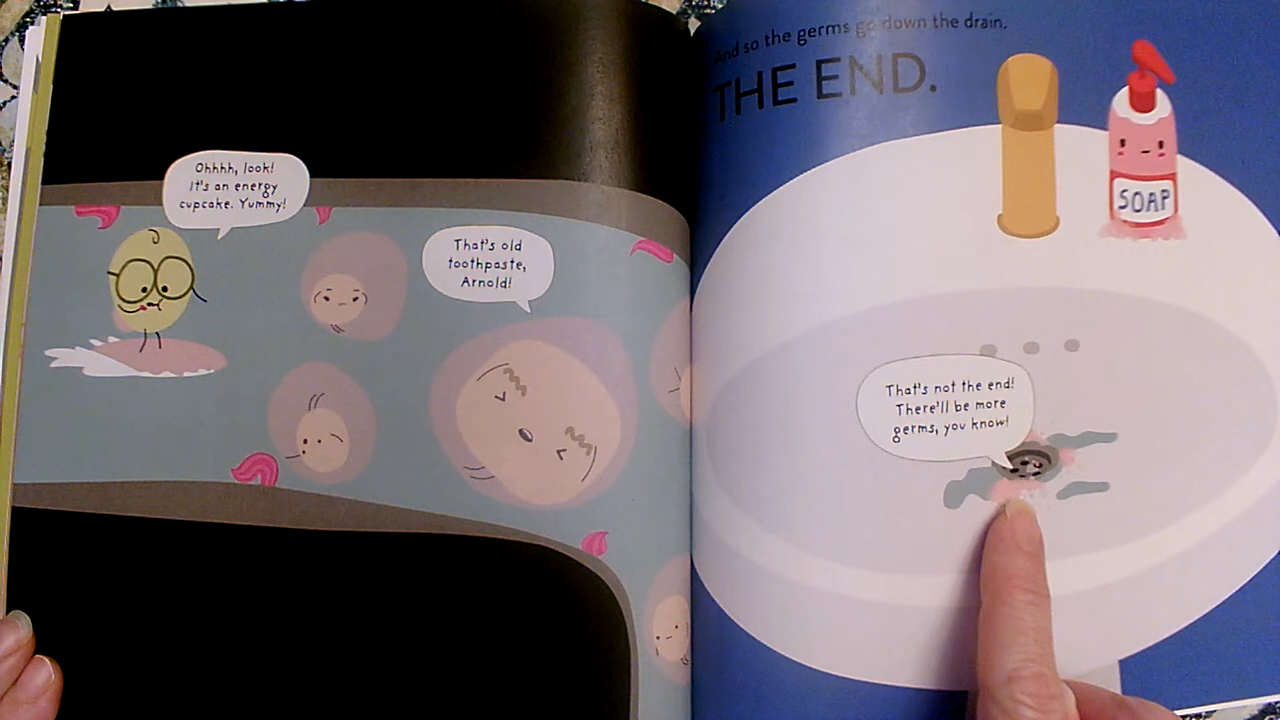 Ohhhh, look!
It's an energy
cupcake. Yummy!
That's old
toothpaste,
Arnold!
And so the germs go down the drain.
THE END.
SOAP
That's not the end!
There'll be more
germs, you know!